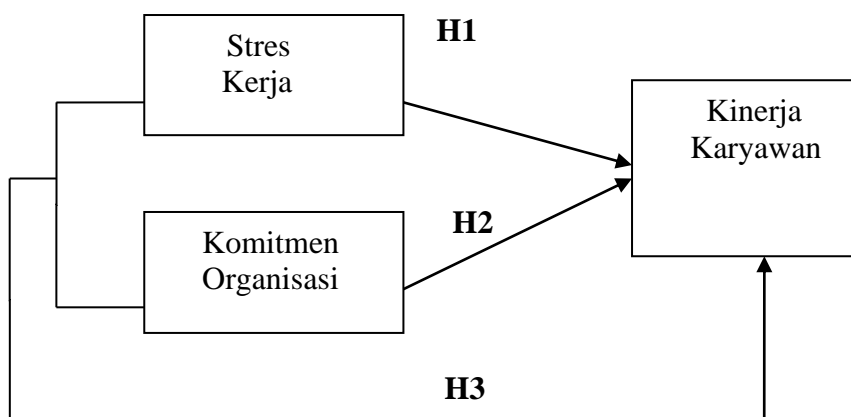 H1
Stres
Kerja
Kinerja
Karyawan
H2
Komitmen
Organisasi
H3